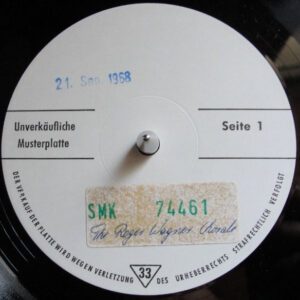 21. Sep. 1968
Unverkäufliche
Musterplatte
Seite 1
SMK 74461
The Roger Wagner Chorale
DER VERKAUF DER PLATTE WIRD WEGEN VERLETZUNG DES URHEBERRECHTS STRAFRECHTLICH VERFOLGT
33